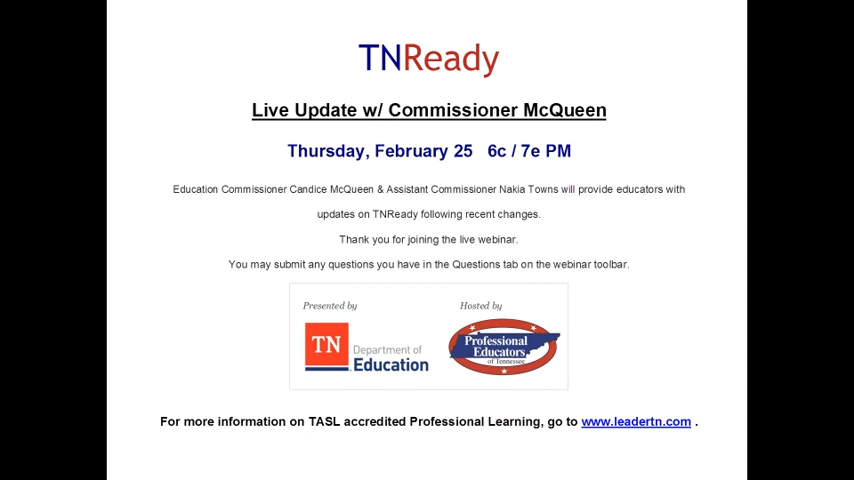 TNReady
Live Update w/ Commissioner McQueen
Thursday, February 25 6c / 7e PM
Education Commissioner Candice McQueen & Assistant Commissioner Nakia Towns will provide educators with
updates on TNReady following recent changes.
Thank you for joining the live webinar.
You may submit any questions you have in the Questions tab on the webinar toolbar.
Presented by
Hosted by
TN
Department of
Education
Professional
Educators
of Tennessee
For more information on TASL accredited Professional Learning, go to www.leadertn.com .